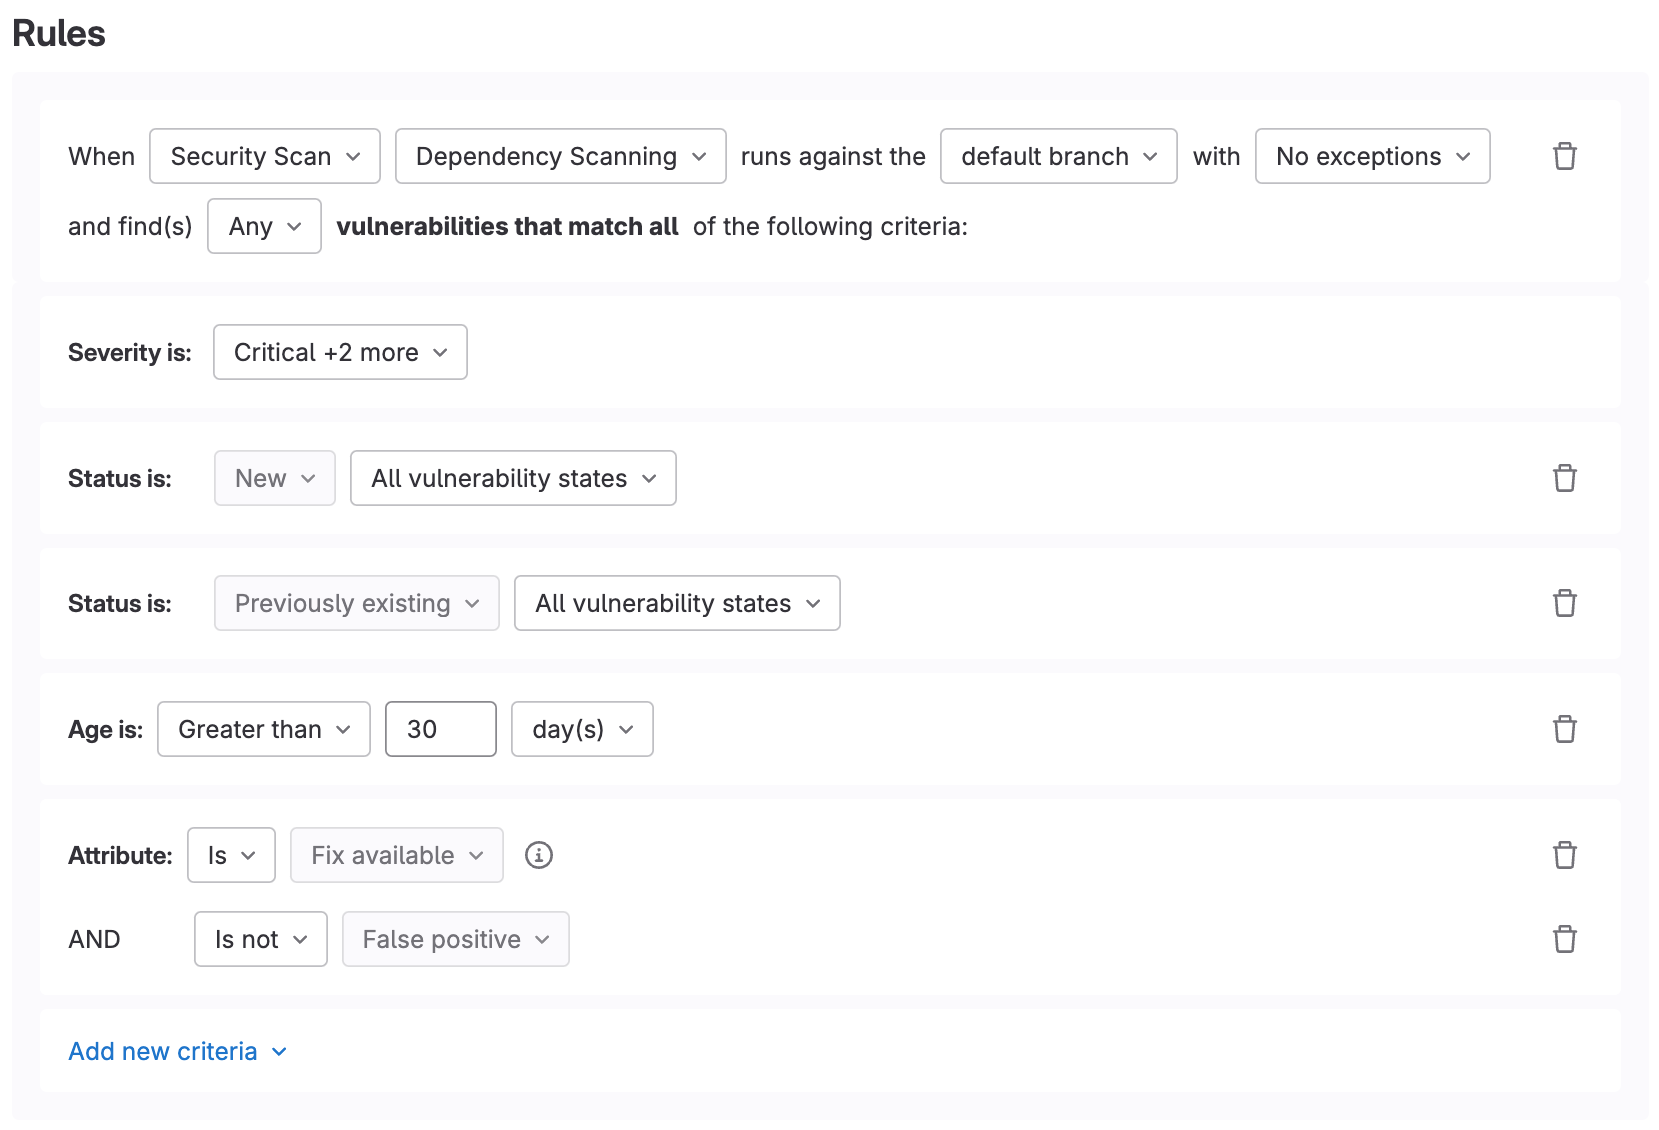 Rules
When Security Scan Dependency Scanning runs against the default branch with No exceptions
and find(s) Any vulnerabilities that match all of the following criteria:
Severity is: Critical +2 more
Status is: New All vulnerability states
Status is: Previously existing All vulnerability states
Age is: Greater than 30 day(s)
Attribute: Is Fix available
AND Is not False positive
Add new criteria